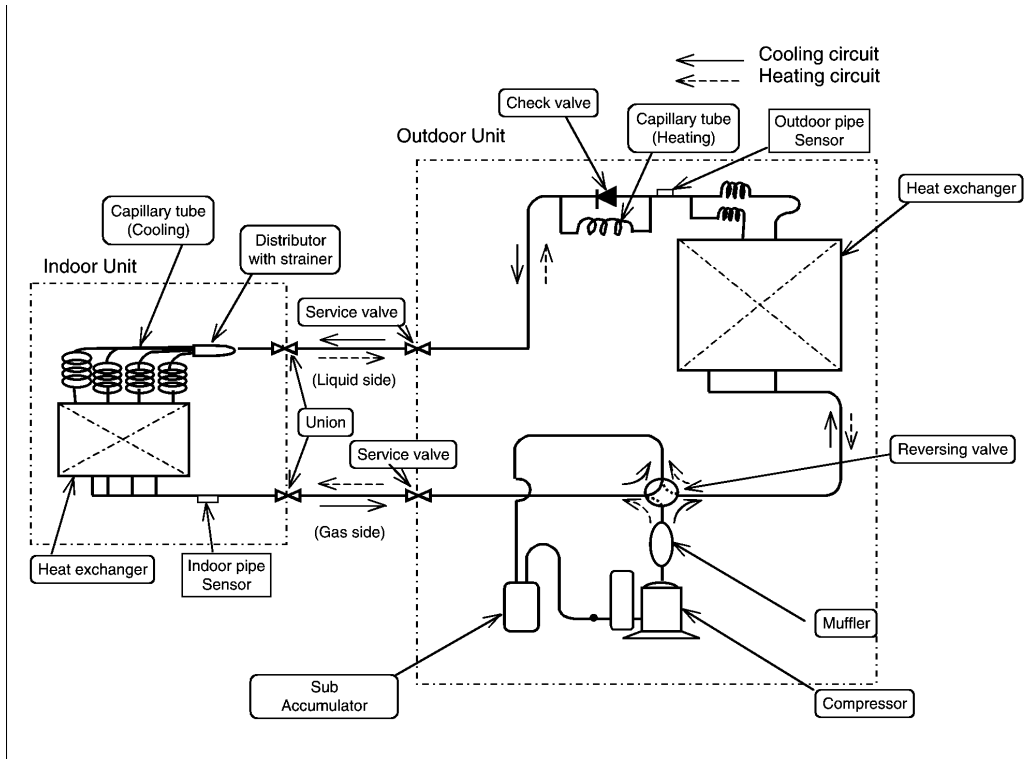 Cooling circuit
Heating circuit
Check valve
Capillary tube
(Heating)
Outdoor pipe
Sensor
Outdoor Unit
Heat exchanger
Capillary tube
(Cooling)
Distributor
with strainer
Indoor Unit
Service valve
(Liquid side)
Union
Service valve
Reversing valve
(Gas side)
Heat exchanger
Indoor pipe
Sensor
Muffler
Sub
Accumulator
Compressor